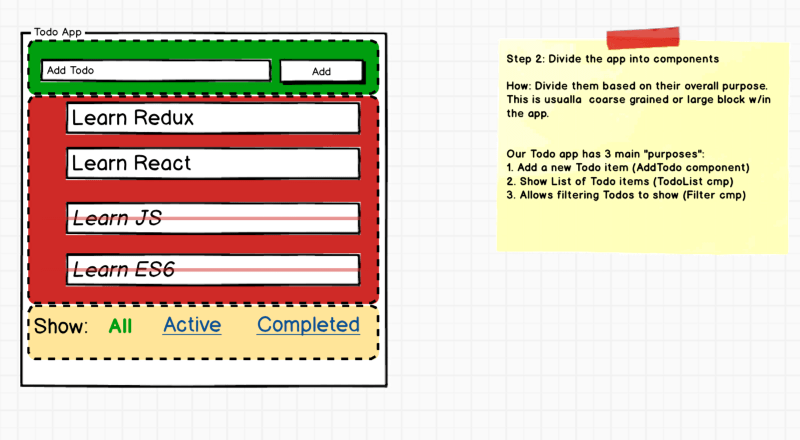 Todo App
Add Todo
Add
Learn Redux
Learn React
Learn JS
Learn ES6
Show: All Active Completed
Step 2: Divide the app into components
How: Divide them based on their overall purpose.
This is usualla coarse grained or large block w/in
the app.
Our Todo app has 3 main "purposes":
1. Add a new Todo item (AddTodo component)
2. Show List of Todo items (TodoList cmp)
3. Allows filtering Todos to show (Filter cmp)